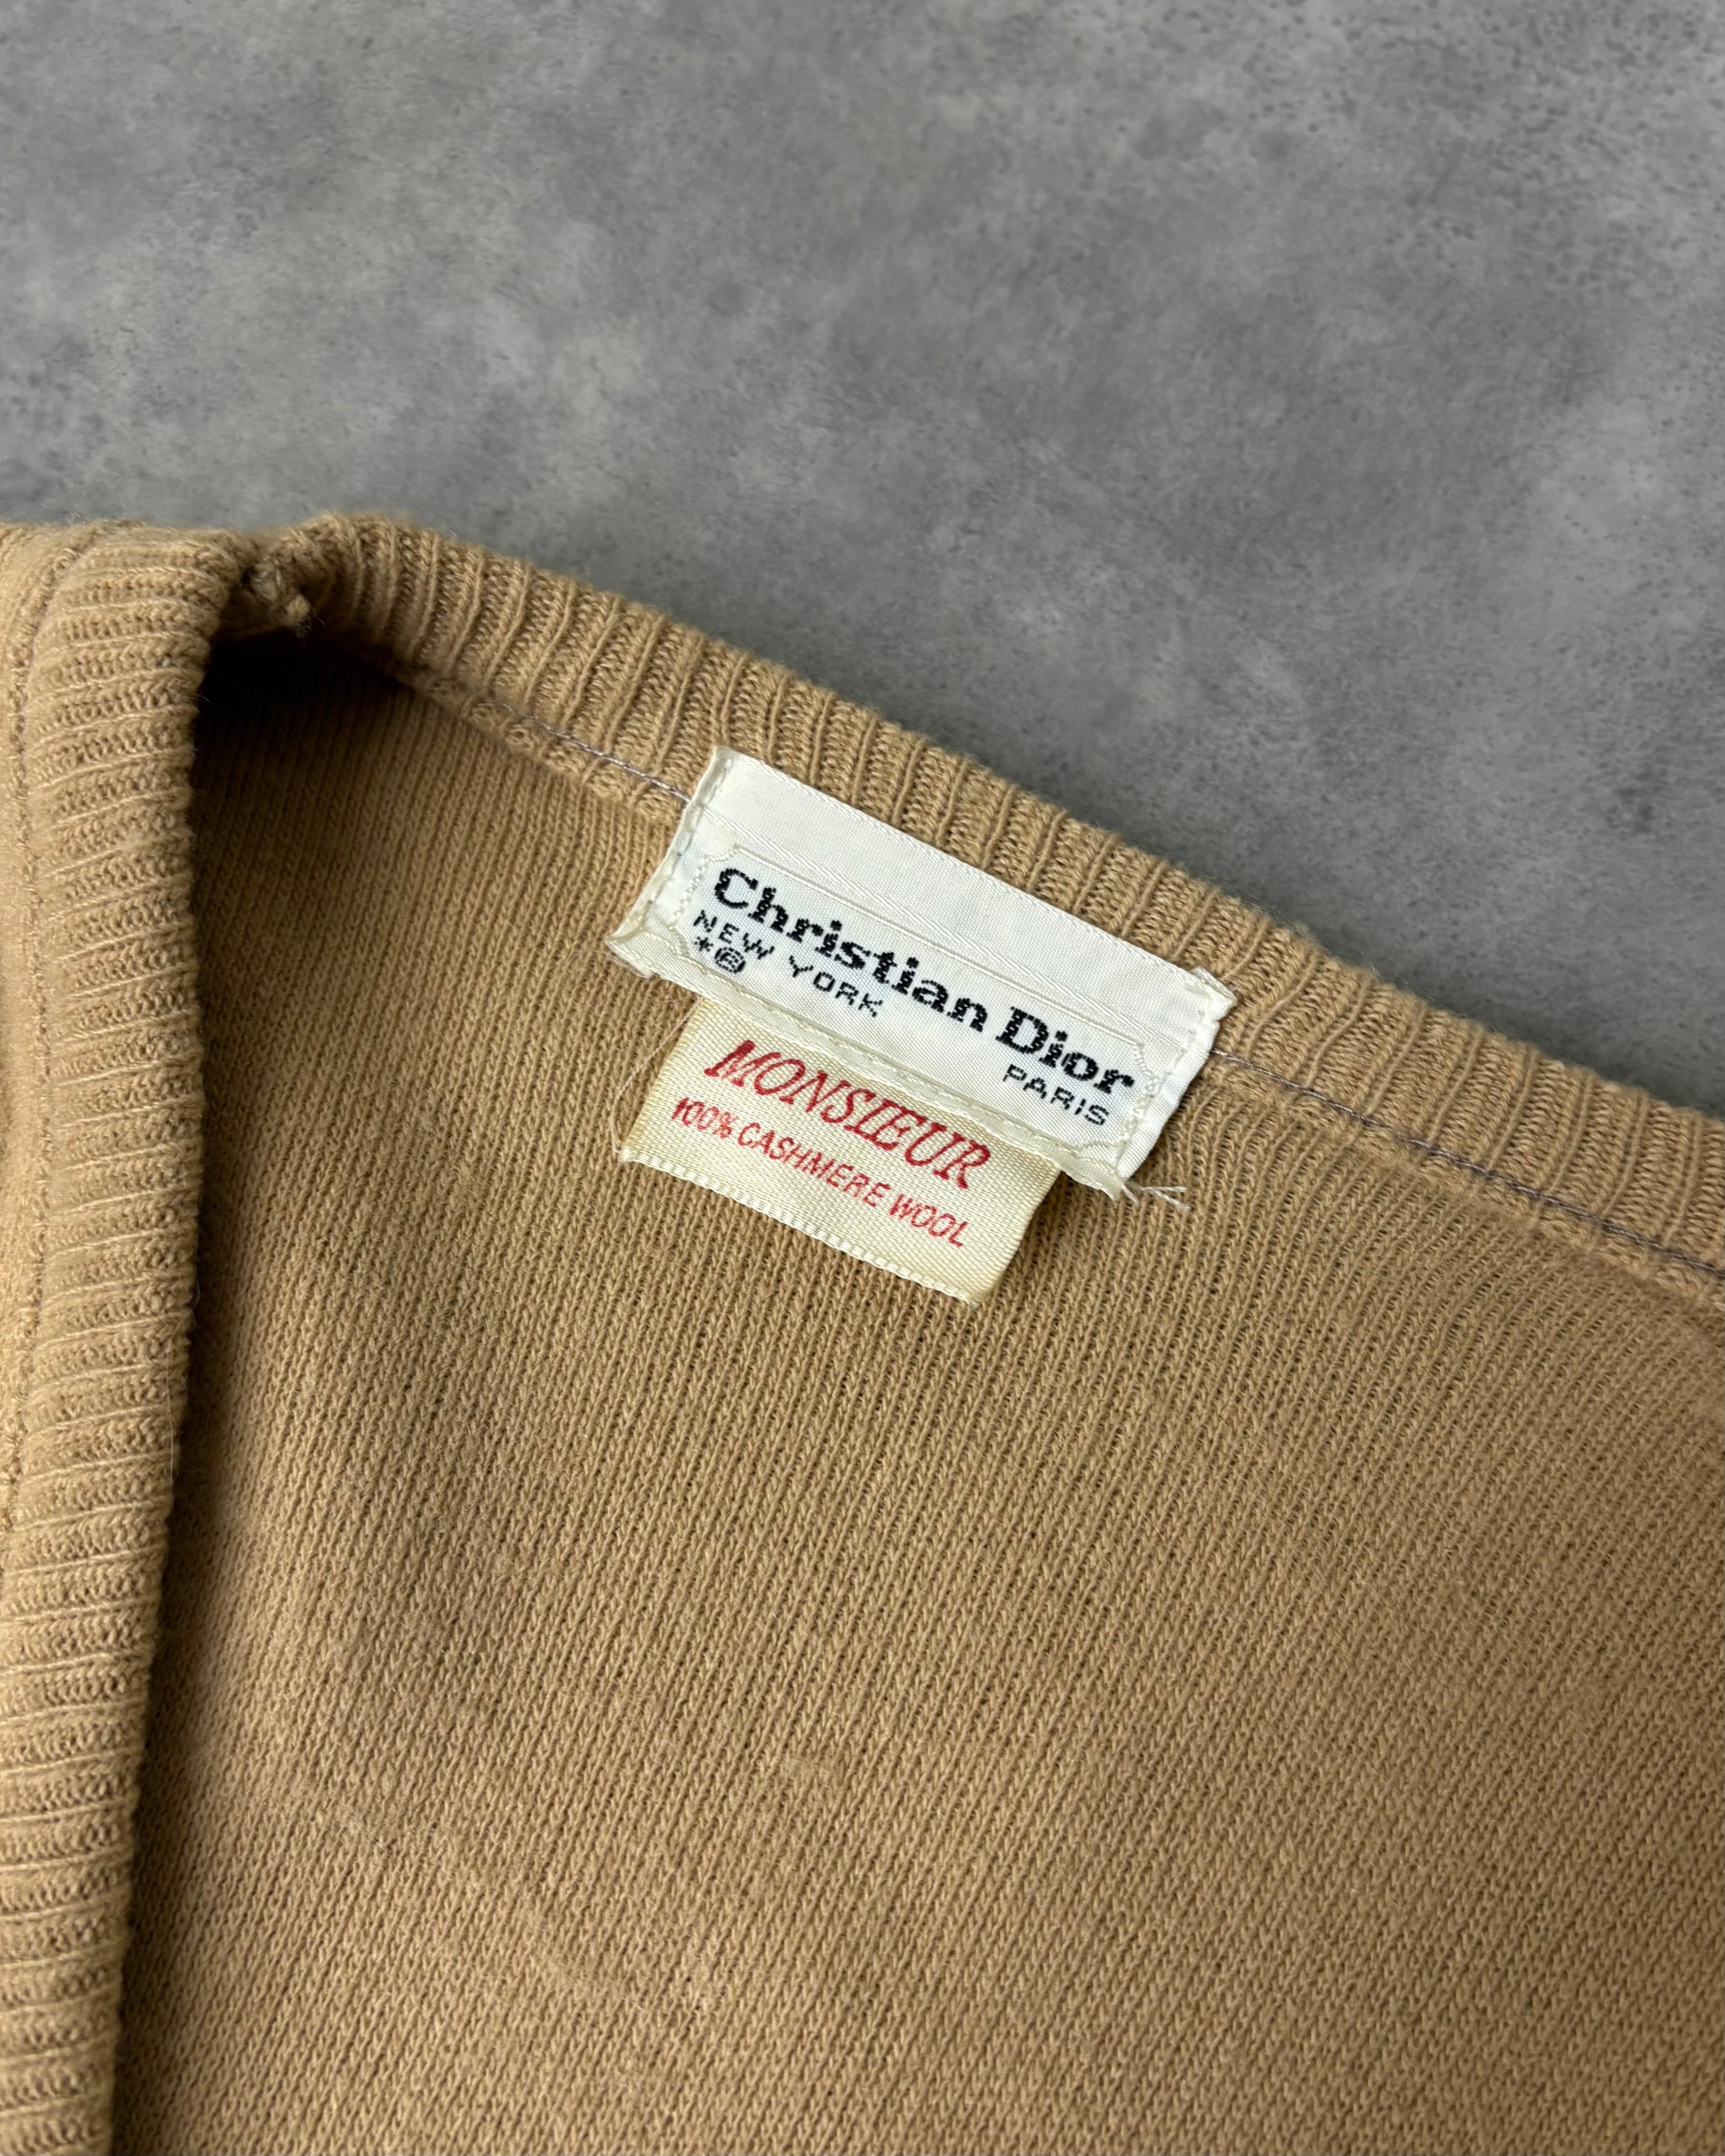 Christian Dior
NEW YORK PARIS
*®
MONSIEUR
100% CASHMERE WOOL